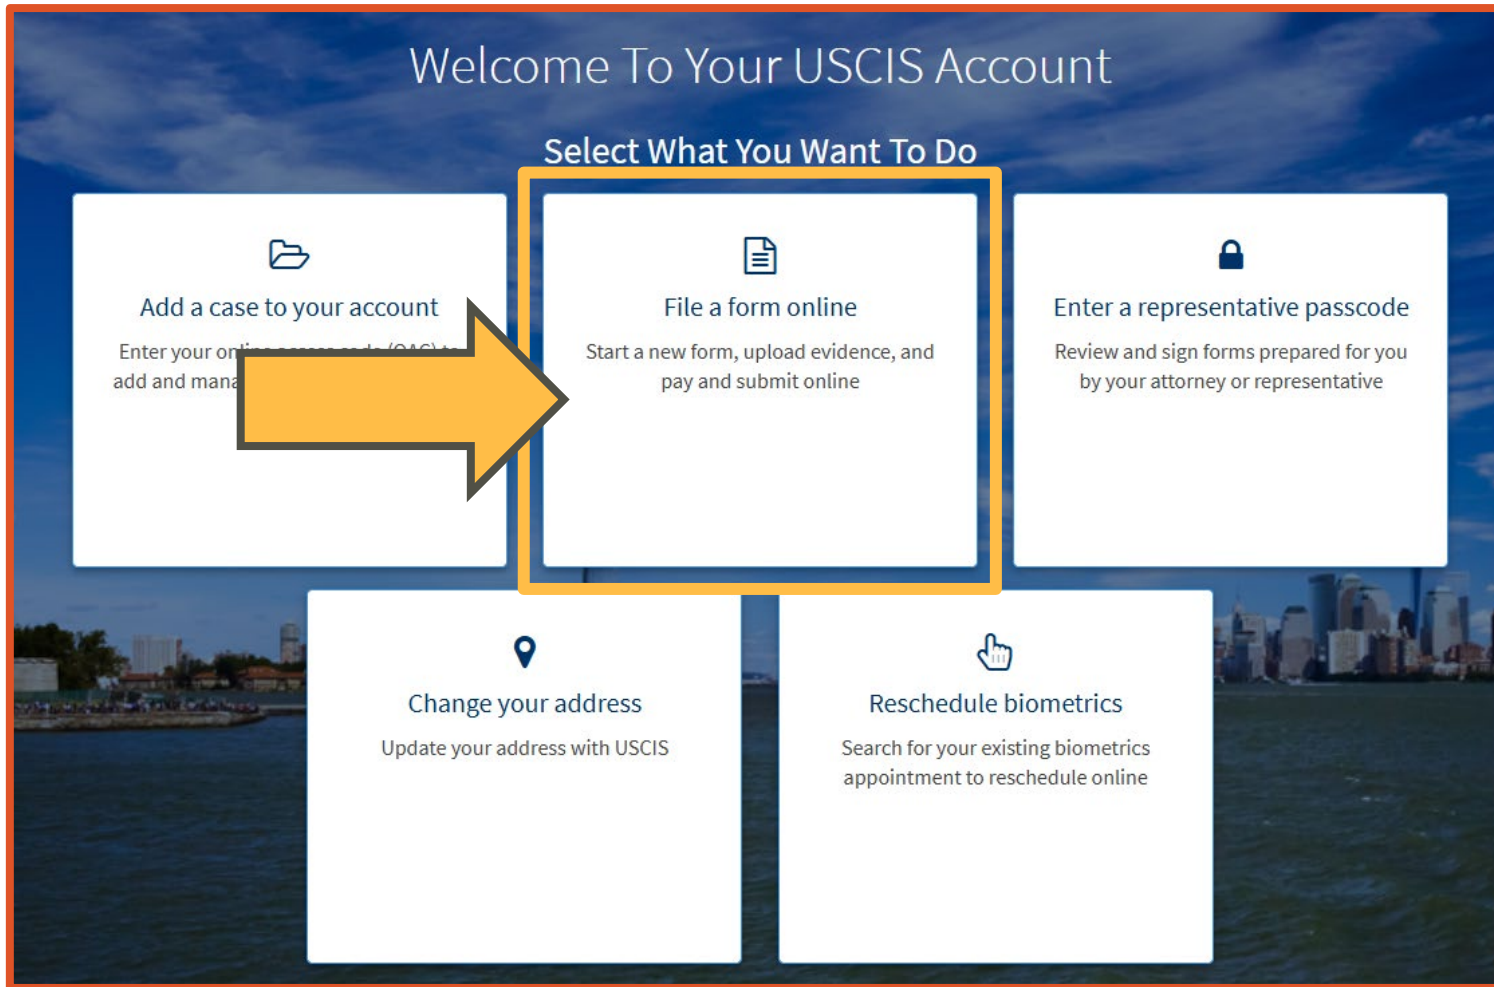 Welcome To Your USCIS Account
Select What You Want To Do
Add a case to your account
Enter your
add and
File a form online
Start a new form, upload evidence, and
pay and submit online
Enter a representative passcode
Review and sign forms prepared for you
by your attorney or representative
Change your address
Update your address with USCIS
Reschedule biometrics
Search for your existing biometrics
appointment to reschedule online